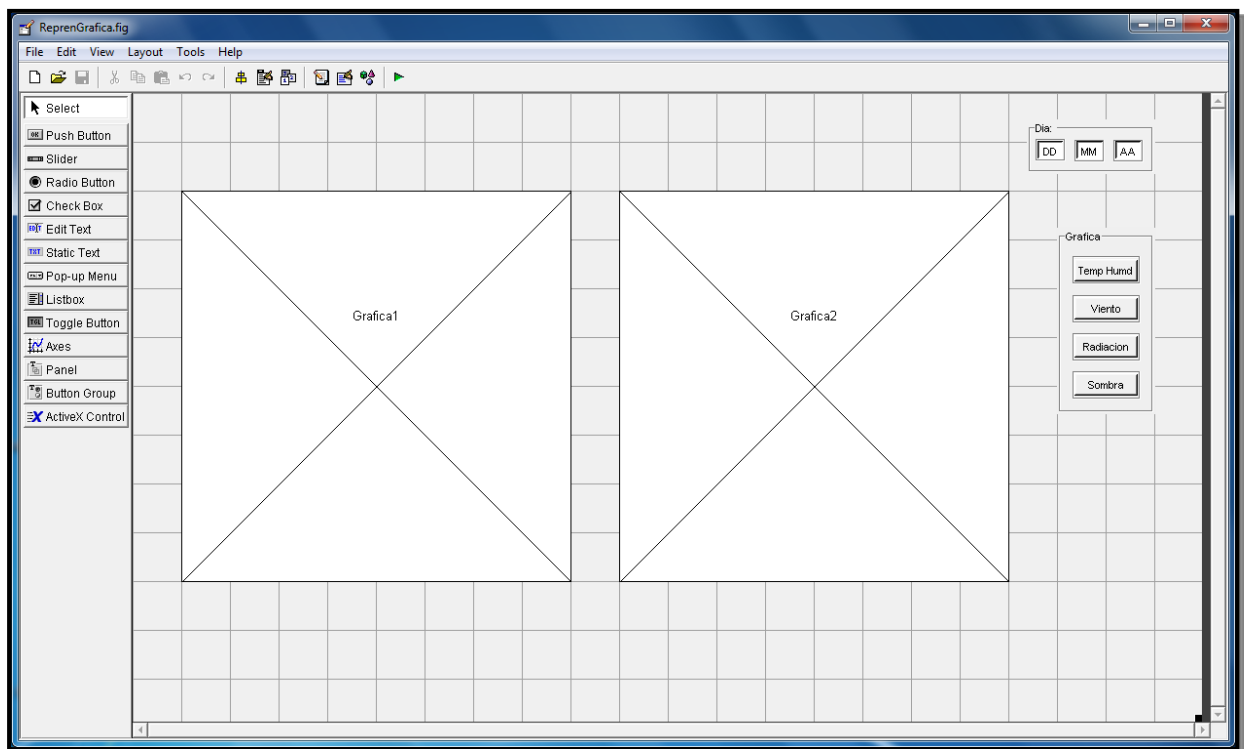 ReprenGrafica.fig
File Edit View Layout Tools Help
Select
Push Button
Slider
Radio Button
Check Box
Edit Text
Static Text
Pop-up Menu
Listbox
Toggle Button
Axes
Panel
Button Group
ActiveX Control
Grafica1
Grafica2
Dia:
DD MM AA
Grafica
Temp Humd
Viento
Radiacion
Sombra